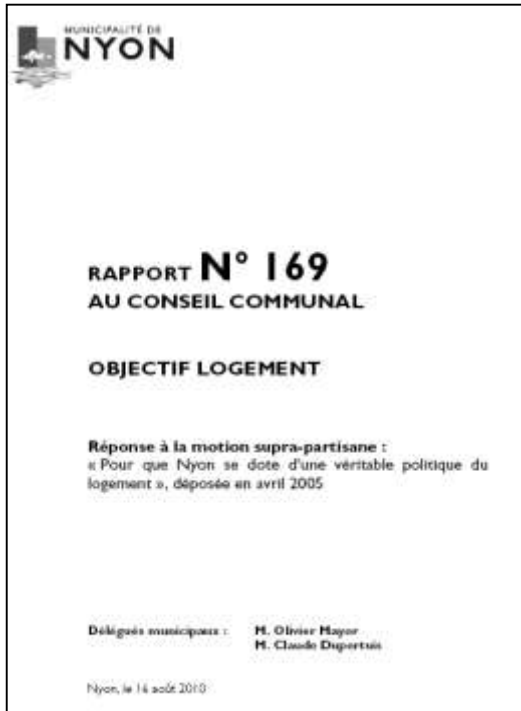 MUNICIPALITÉ DE
NYON
RAPPORT N° 169
AU CONSEIL COMMUNAL
OBJECTIF LOGEMENT
Réponse à la motion supra-partisane :
« Pour que Nyon se dote d'une véritable politique du
logement », déposée en avril 2005
Délégués municipaux : M. Olivier Mayor
M. Claude Dupertuis
Nyon, le 16 août 2010